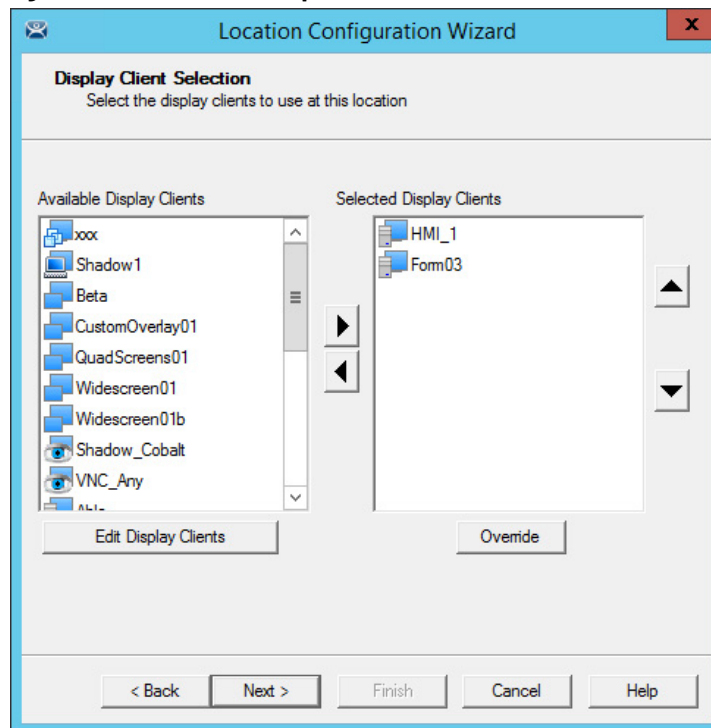 Location Configuration Wizard
x
Display Client Selection
Select the display clients to use at this location
Available Display Clients
Selected Display Clients
xxx
Shadow1
Beta
CustomOverlay01
QuadScreens01
Widescreen01
Widescreen01b
Shadow_Cobalt
VNC_Any
HMI_1
Form03
Edit Display Clients
Override
< Back
Next >
Finish
Cancel
Help